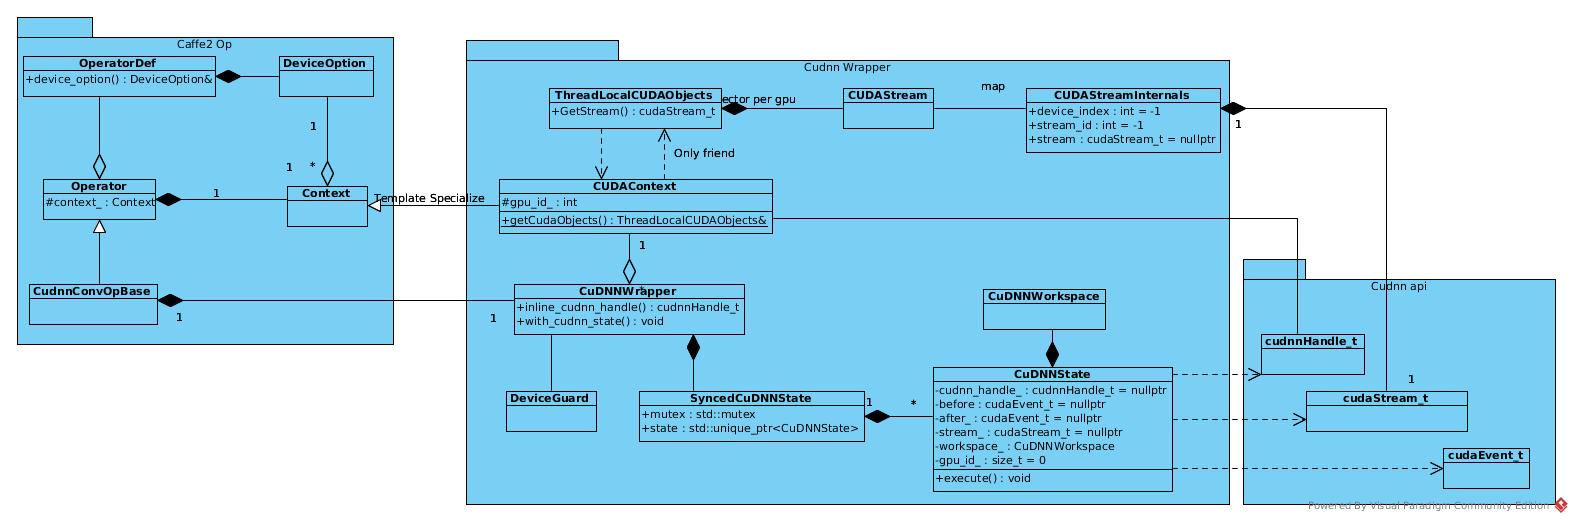 Caffe2 Op
OperatorDef
+device_option() : DeviceOption&
DeviceOption
1
1
*
Operator
#context_ : Context
1
Context
Template Specialize
CudnnConvOpBase
1
1
Cudnn Wrapper
ThreadLocalCUDAObjects
+GetStream() : cudaStream_t
ector per gpu
CUDAStream
map
CUDAStreamInternals
+device_index : int = -1
+stream_id : int = -1
+stream : cudaStream_t = nullptr
1
Only friend
CUDAContext
#gpu_id_ : int
+getCudaObjects() : ThreadLocalCUDAObjects&
1
*
CuDNNWrapper
+inline_cudnn_handle() : cudnnHandle_t
+with_cudnn_state() : void
CuDNNWorkspace
DeviceGuard
SyncedCuDNNState
+mutex : std::mutex
+state : std::unique_ptr<CuDNNState>
1
*
CuDNNState
-cudnn_handle_ : cudnnHandle_t = nullptr
-before : cudaEvent_t = nullptr
-after_ : cudaEvent_t = nullptr
-stream_ : cudaStream_t = nullptr
-workspace_ : CuDNNWorkspace
-gpu_id_ : size_t = 0
+execute() : void
Cudnn api
cudnnHandle_t
1
cudaStream_t
cudaEvent_t
Powered By Visual Paradigm Community Edition